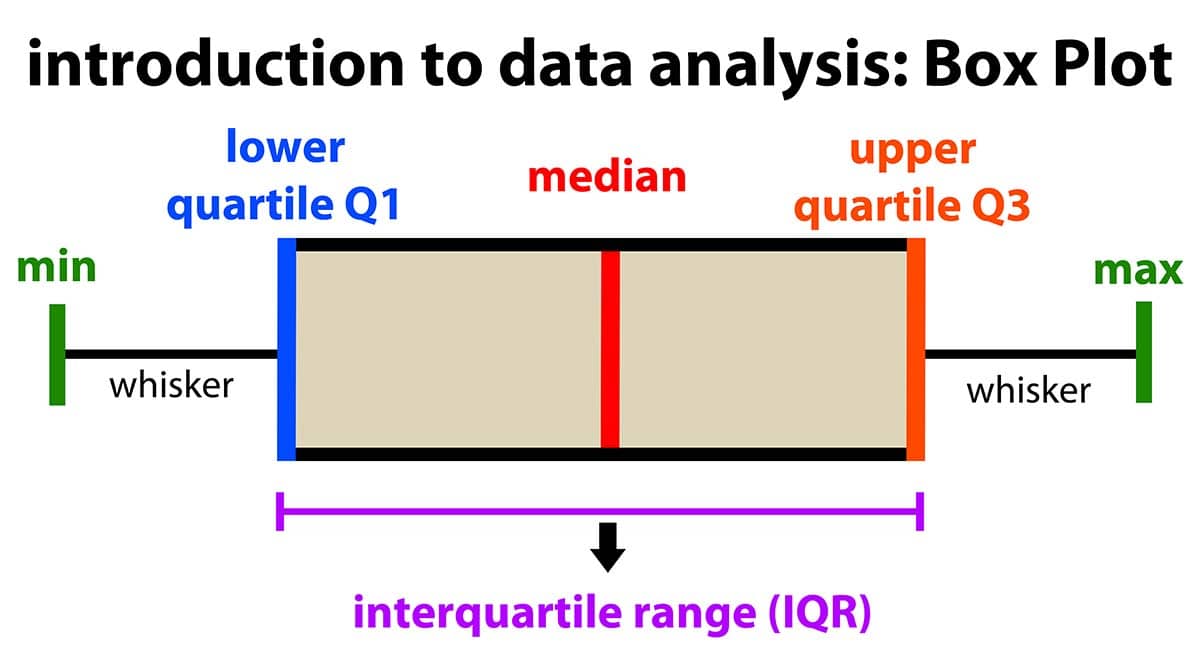 introduction to data analysis: Box Plot
lower
quartile Q1
median
upper
quartile Q3
min
max
whisker
whisker
interquartile range (IQR)